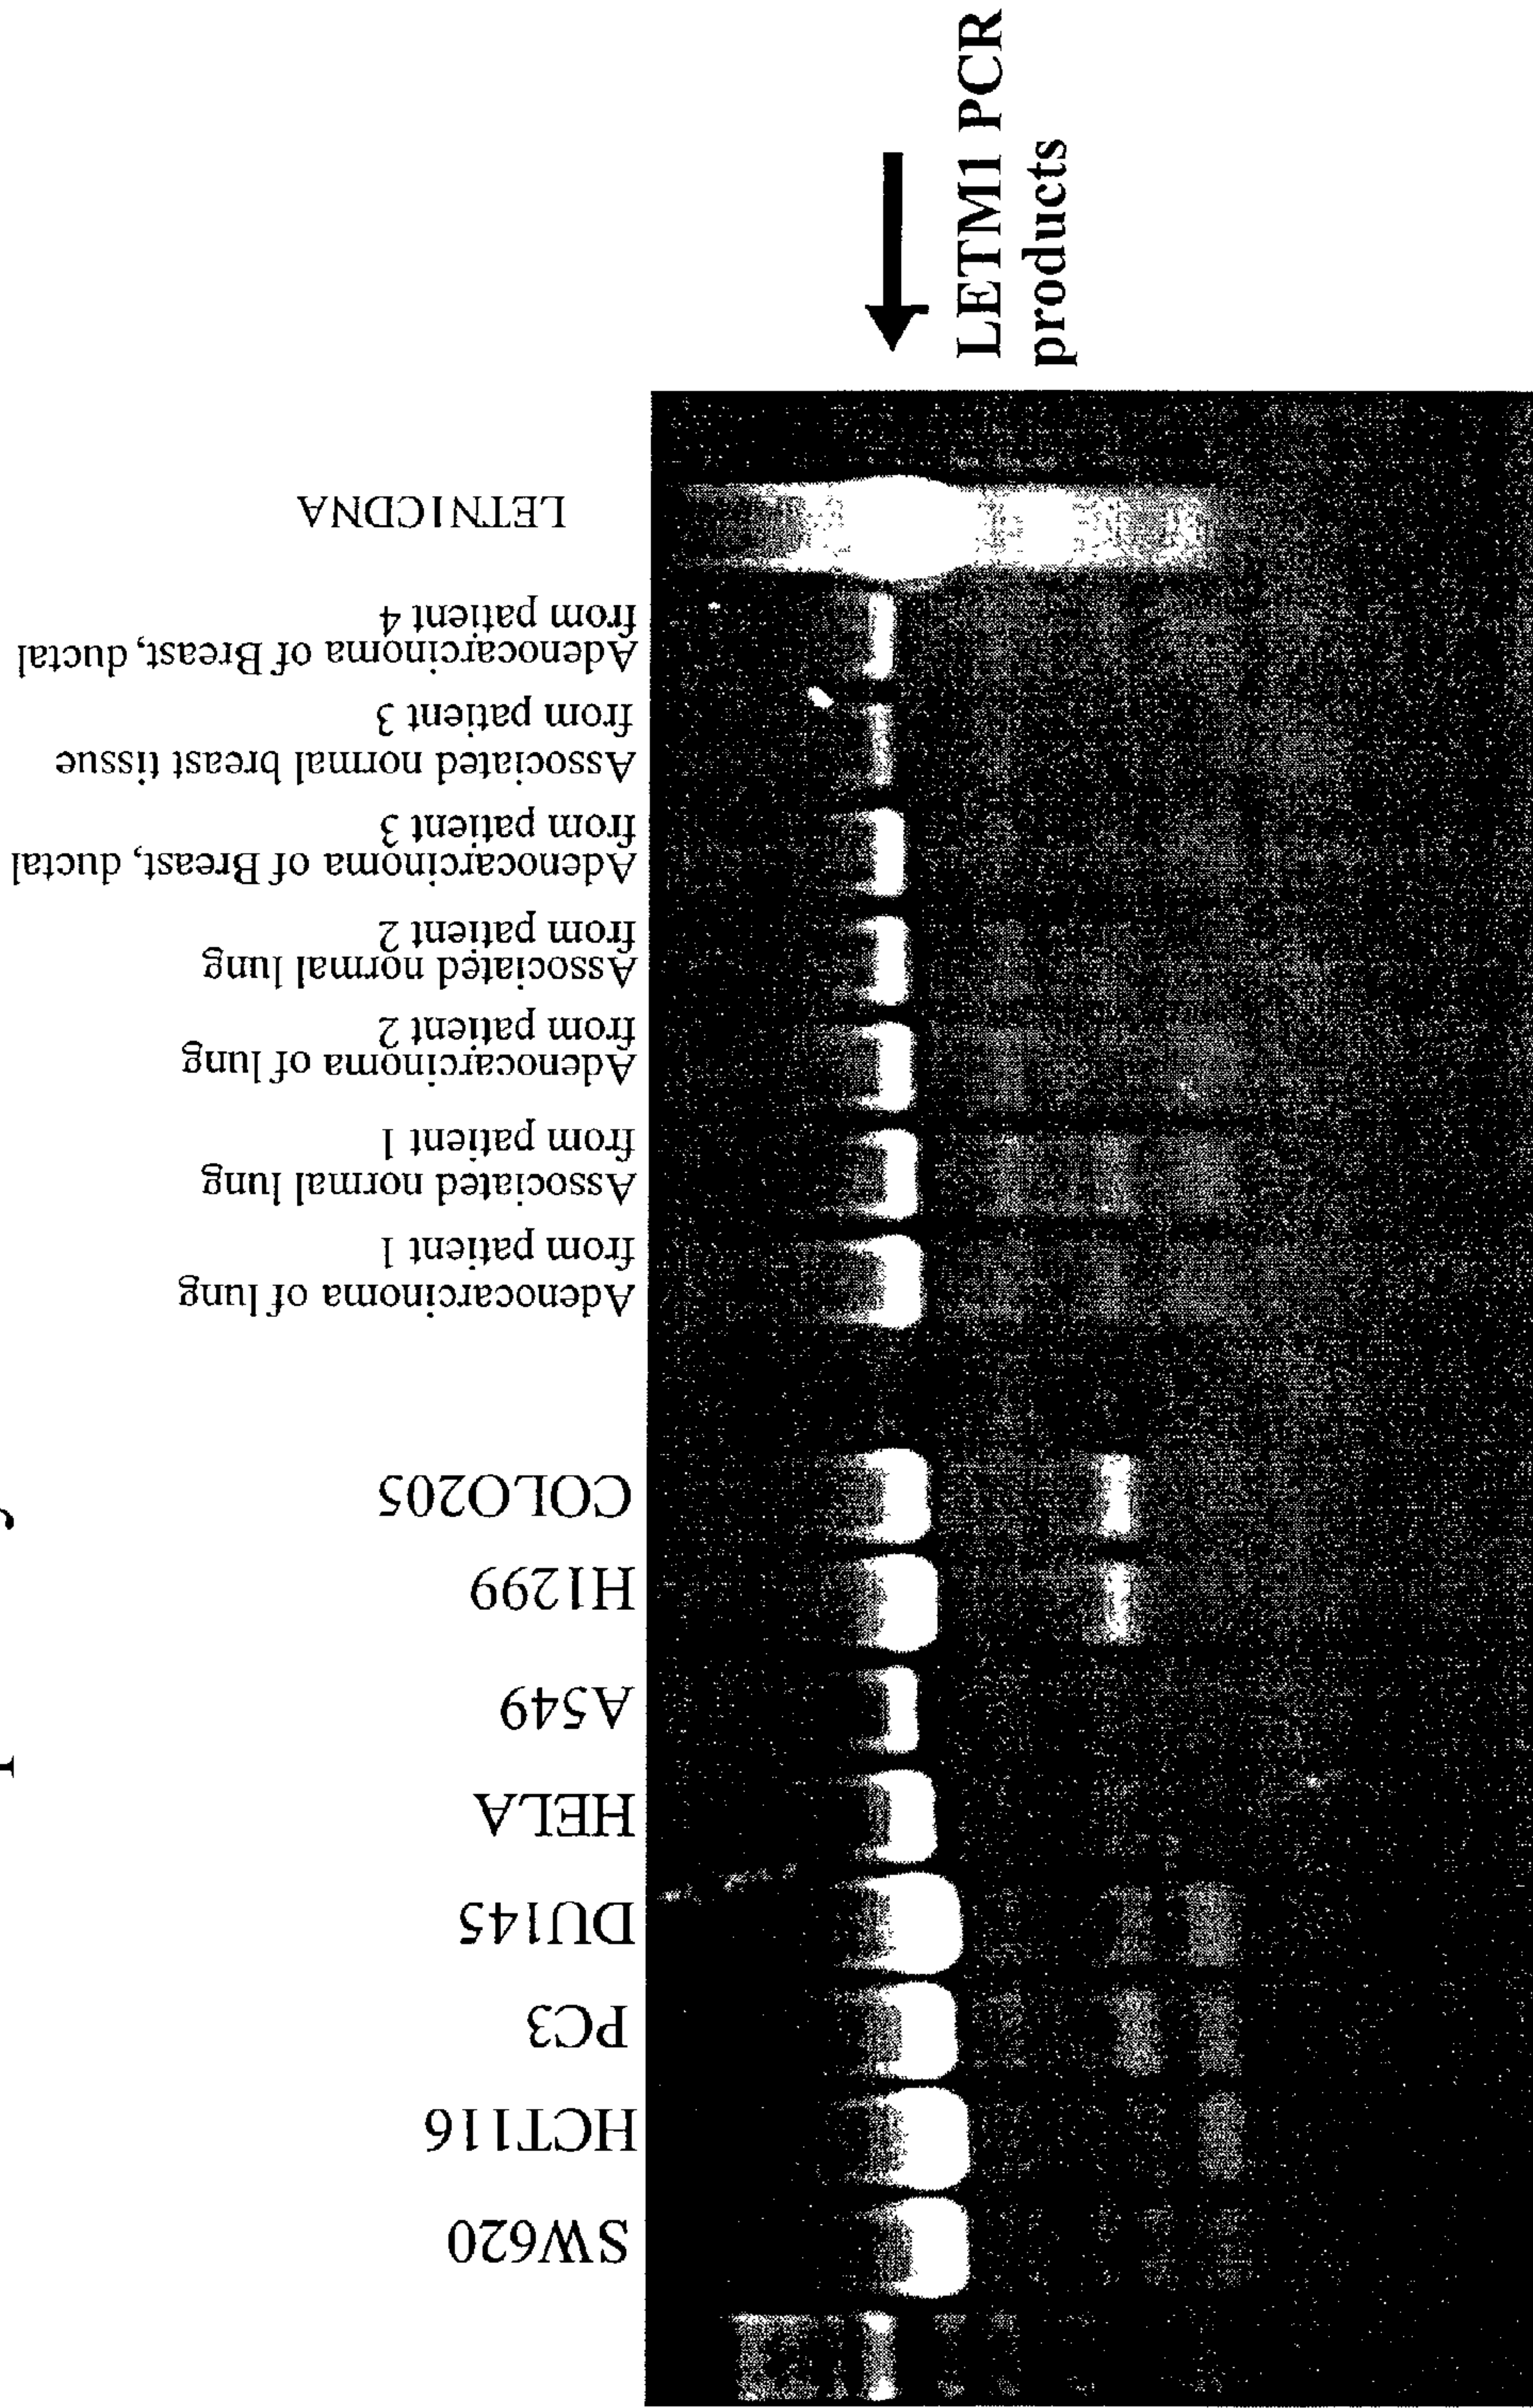 SW620
HCT116
PC3
DU145
HELA
A549
H1299
COLO205
Adenocarcinoma of lung
from patient 1
Associated normal lung
from patient 1
Adenocarcinoma of lung
from patient 2
Associated normal lung
from patient 2
Adenocarcinoma of Breast, ductal
from patient 3
Associated normal breast tissue
from patient 3
Adenocarcinoma of Breast, ductal
from patient 4
LETN1CDNA
LETM1 PCR
products